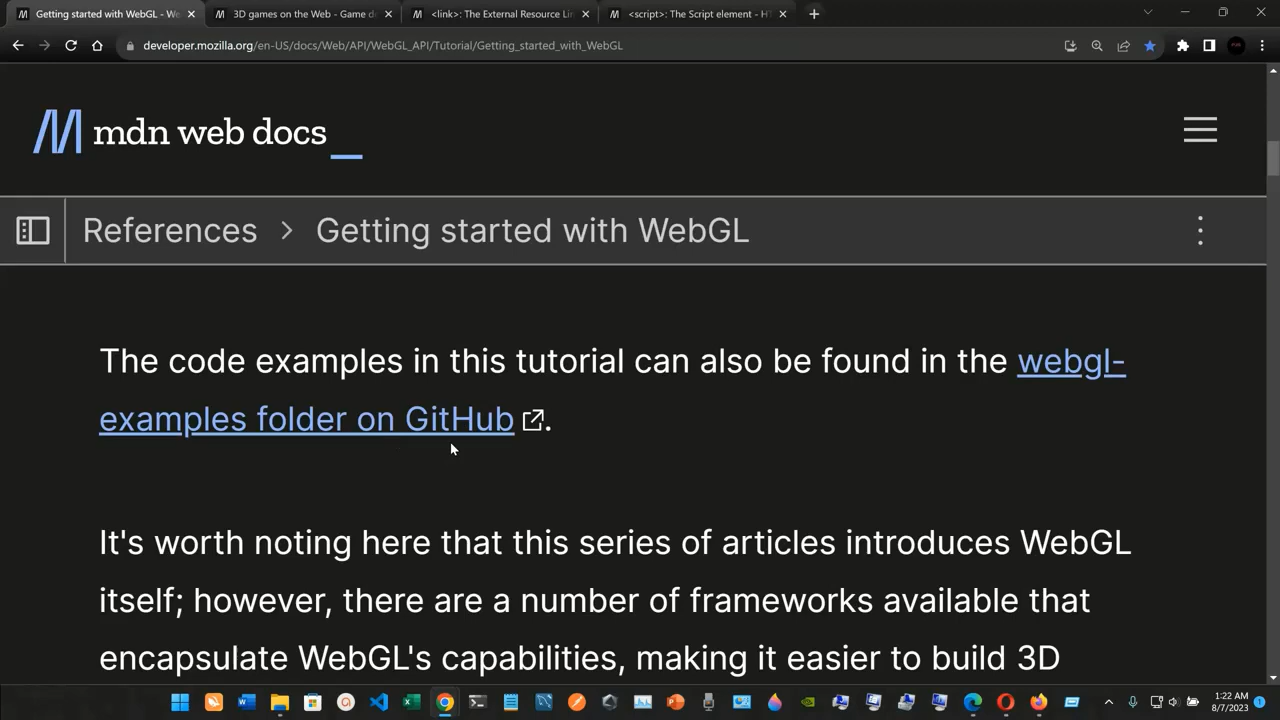 Getting started with WebGL - We
3D games on the Web - Game d
<link>: The External Resource Lin
<script>: The Script element - HT
developer.mozilla.org/en-US/docs/Web/API/WebGL_API/Tutorial/Getting_started_with_WebGL
mdn web docs_
References > Getting started with WebGL
The code examples in this tutorial can also be found in the webgl-
examples folder on GitHub.
It's worth noting here that this series of articles introduces WebGL
itself; however, there are a number of frameworks available that
encapsulate WebGL's capabilities, making it easier to build 3D
1:22 AM
8/7/2023